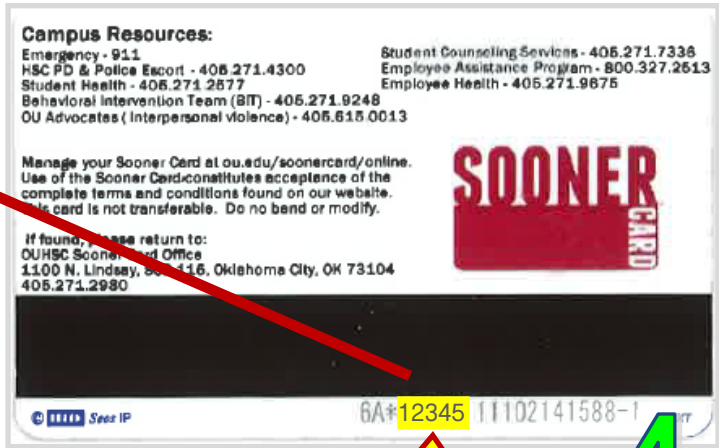 Campus Resources:
Emergency - 911
HSC PD & Police Escort - 405.271.4300
Student Health - 405.271.2577
Behavioral Intervention Team (BIT) - 405.271.9248
OU Advocates ( Interpersonal violence) - 405.615.0013
Student Counseling Services - 405.271.7336
Employee Assistance Program - 800.327.2513
Employee Health - 405.271.9675
Manage your Sooner Card at ou.edu/soonercard/online.
Use of the Sooner Card constitutes acceptance of the
complete terms and conditions found on our website.
This card is not transferable. Do no bend or modify.
If found, please return to:
OUHSC Sooner Card Office
1100 N. Lindsay, 116, Oklahoma City, OK 73104
405.271.2980
SOONER
CARD
Seos IP
6A*12345 11102141588-1
4